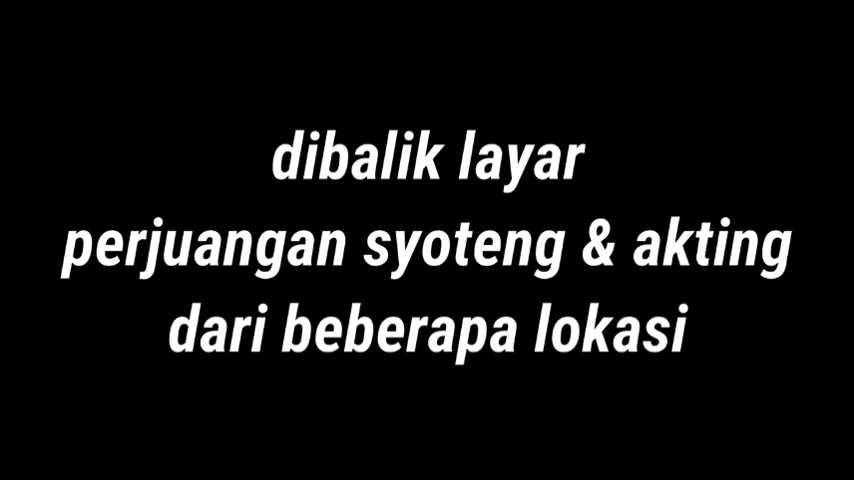 dibalik layar
perjuangan syoteng & akting
dari beberapa lokasi